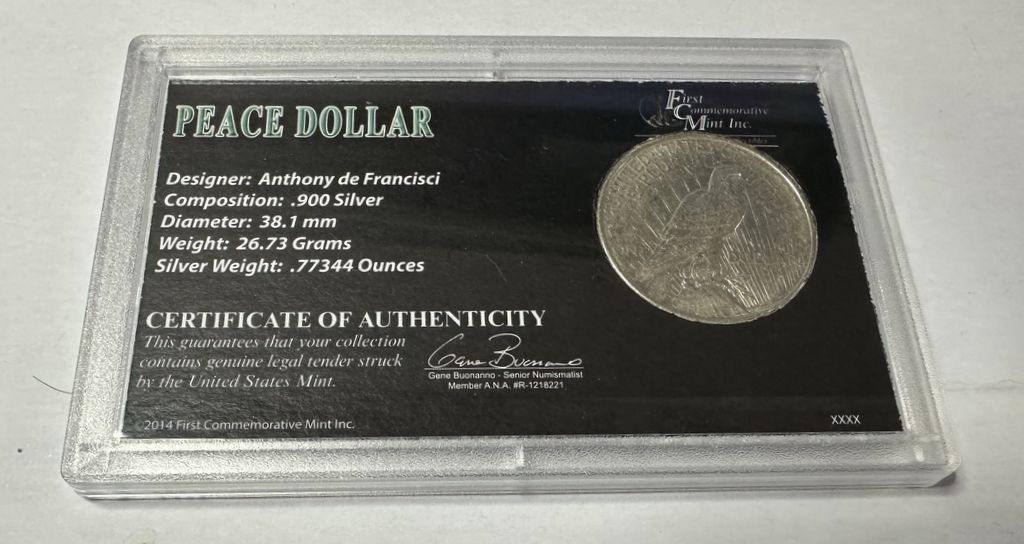 PEACE DOLLAR
First
Commemorative
Mint Inc.
Designer: Anthony de Francisci
Composition: .900 Silver
Diameter: 38.1 mm
Weight: 26.73 Grams
Silver Weight: .77344 Ounces
CERTIFICATE OF AUTHENTICITY
This guarantees that your collection
contains genuine legal tender struck
by the United States Mint.
Gene Buonanno
Gene Buonanno - Senior Numismatist
Member A.N.A. #R-1218221
2014 First Commemorative Mint Inc.
XXXX